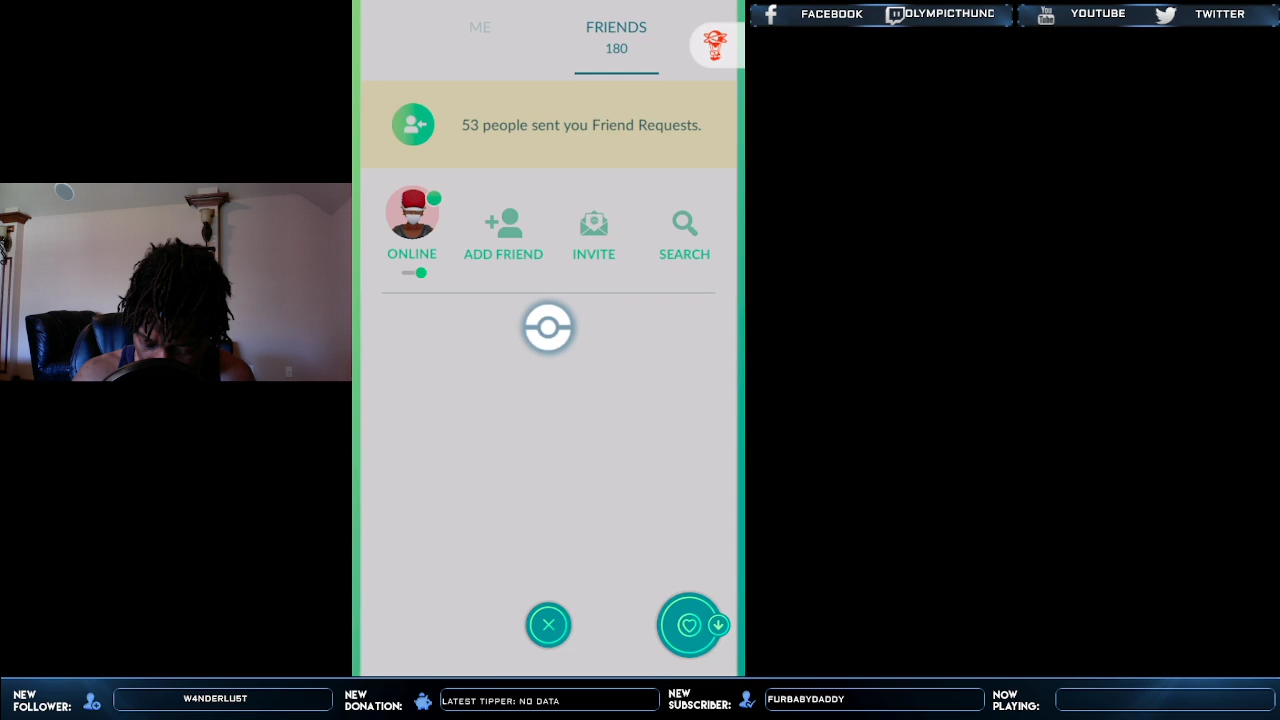 FACEBOOK
OLYMPICTHUNC
YOUTUBE
TWITTER
ME
FRIENDS
180
53 people sent you Friend Requests.
ONLINE
ADD FRIEND
INVITE
SEARCH
NEW FOLLOWER:
W4NDERLU5T
NEW DONATION:
LATEST TIPPER: NO DATA
NEW SUBSCRIBER:
FURBABYDADDY
NOW PLAYING: